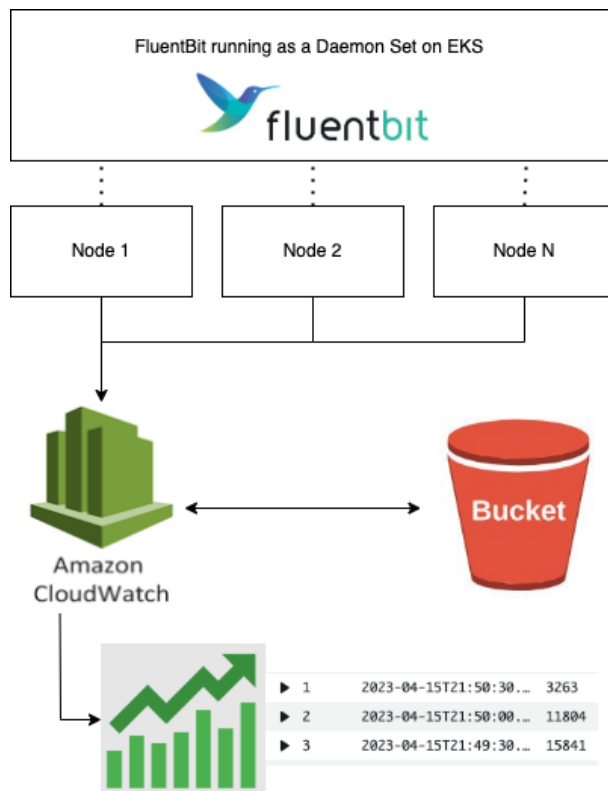 FluentBit running as a Daemon Set on EKS
fluentbit
Node 1
Node 2
Node N
Amazon
CloudWatch
Bucket
1 2023-04-15T21:50:30.… 3263
2 2023-04-15T21:50:00.… 11804
3 2023-04-15T21:49:30.… 15841